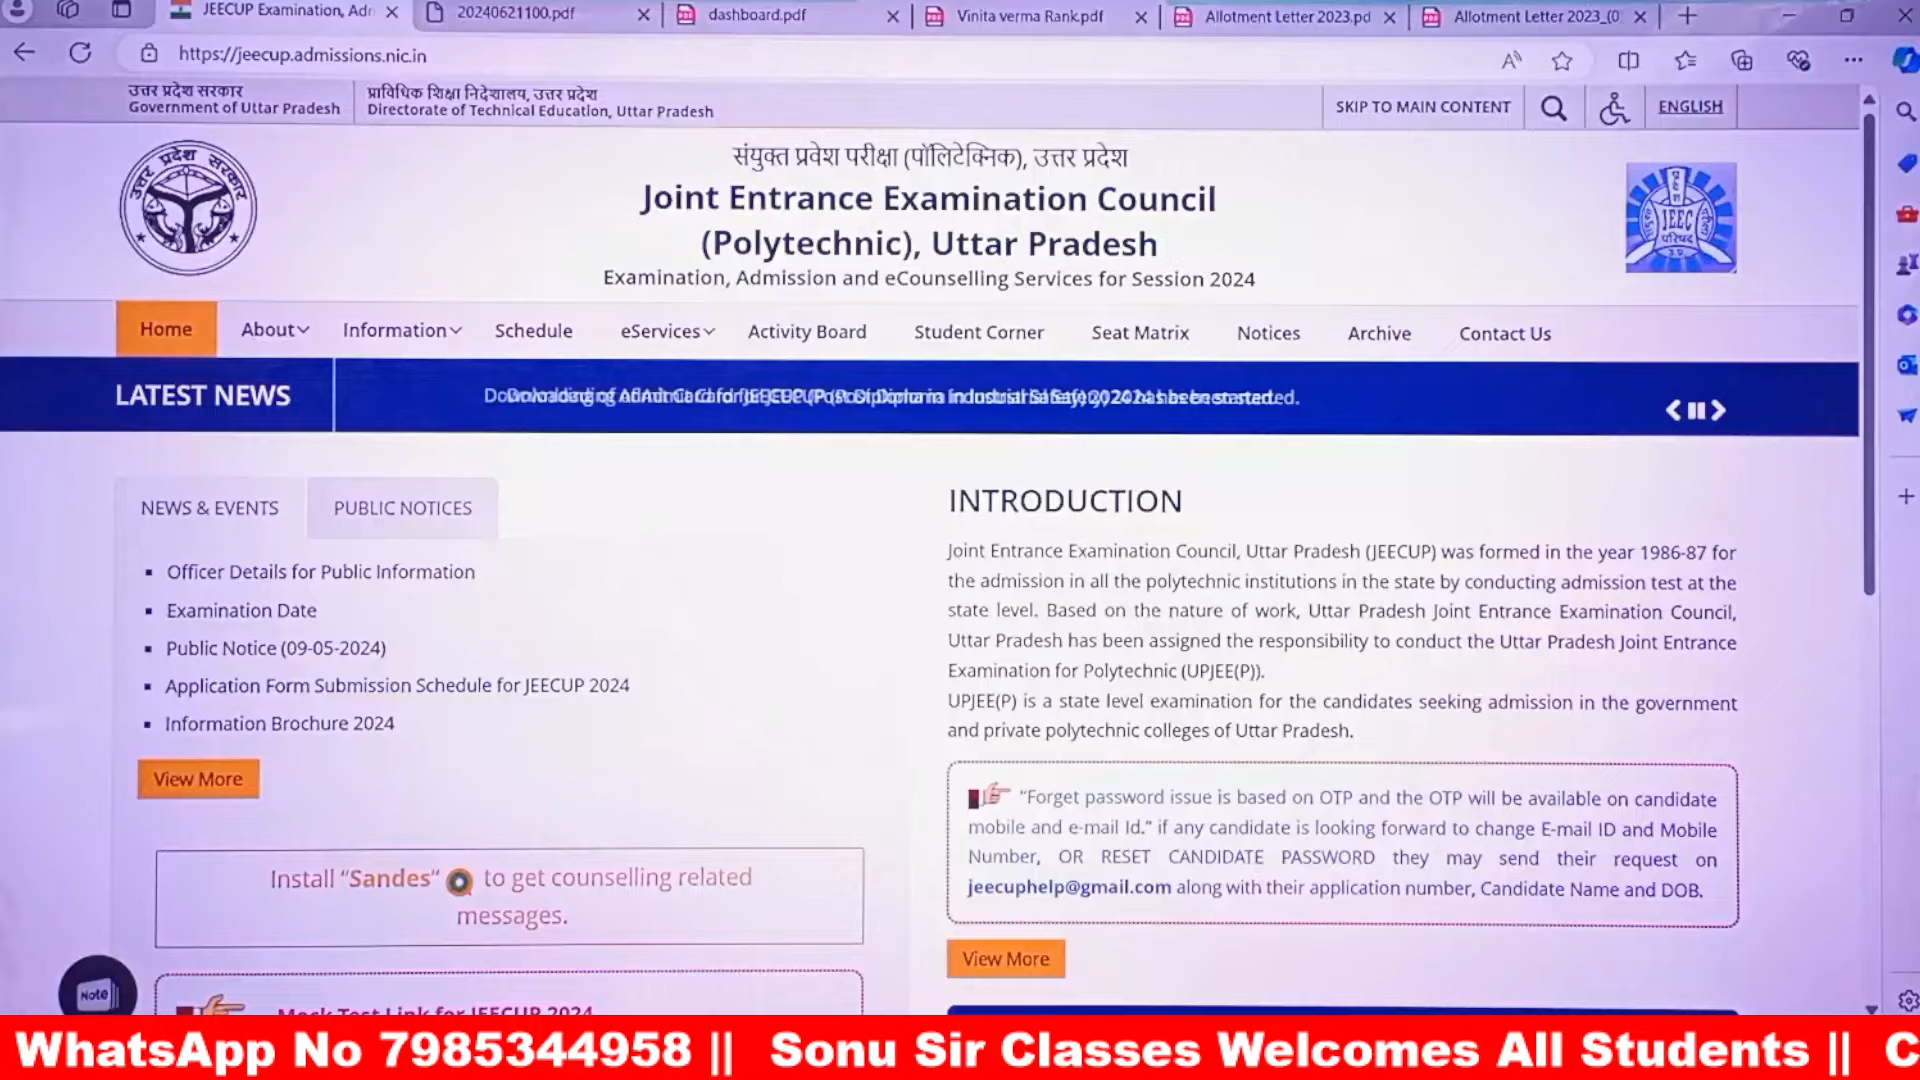 JEECUP Examination, Adr
20240621100.pdf
dashboard.pdf
Vinita verma Rank.pdf
Allotment Letter 2023.pd
Allotment Letter 2023_(0
https://jeecup.admissions.nic.in
उत्तर प्रदेश सरकार
Government of Uttar Pradesh
प्राविधिक शिक्षा निदेशालय, उत्तर प्रदेश
Directorate of Technical Education, Uttar Pradesh
SKIP TO MAIN CONTENT
ENGLISH
उत्तर प्रदेश सरकार
संयुक्त प्रवेश परीक्षा (पॉलिटेक्निक), उत्तर प्रदेश
Joint Entrance Examination Council
(Polytechnic), Uttar Pradesh
Examination, Admission and eCounselling Services for Session 2024
JEEC
परिषद
Home
About
Information
Schedule
eServices
Activity Board
Student Corner
Seat Matrix
Notices
Archive
Contact Us
LATEST NEWS
NEWS & EVENTS
PUBLIC NOTICES
Officer Details for Public Information
Examination Date
Public Notice (09-05-2024)
Application Form Submission Schedule for JEECUP 2024
Information Brochure 2024
View More
Install “Sandes” to get counselling related
messages.
Mock Test Link for JEECUP 2024
Note
INTRODUCTION
Joint Entrance Examination Council, Uttar Pradesh (JEECUP) was formed in the year 1986-87 for
the admission in all the polytechnic institutions in the state by conducting admission test at the
state level. Based on the nature of work, Uttar Pradesh Joint Entrance Examination Council,
Uttar Pradesh has been assigned the responsibility to conduct the Uttar Pradesh Joint Entrance
Examination for Polytechnic (UPJEE(P)).
UPJEE(P) is a state level examination for the candidates seeking admission in the government
and private polytechnic colleges of Uttar Pradesh.
“Forget password issue is based on OTP and the OTP will be available on candidate
mobile and e-mail Id.” if any candidate is looking forward to change E-mail ID and Mobile
Number, OR RESET CANDIDATE PASSWORD they may send their request on
jeecuphelp@gmail.com along with their application number, Candidate Name and DOB.
View More
WhatsApp No 7985344958 || Sonu Sir Classes Welcomes All Students || C